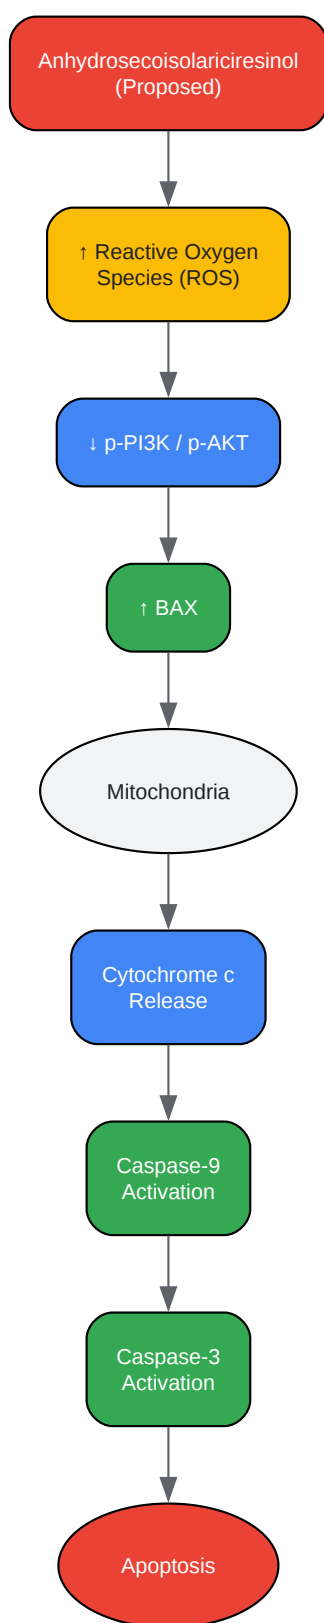 Anhydrosecoisolariciresinol
(Proposed)
↑ Reactive Oxygen
Species (ROS)
↓ p-PI3K / p-AKT
↑ BAX
Mitochondria
Cytochrome c
Release
Caspase-9
Activation
Caspase-3
Activation
Apoptosis